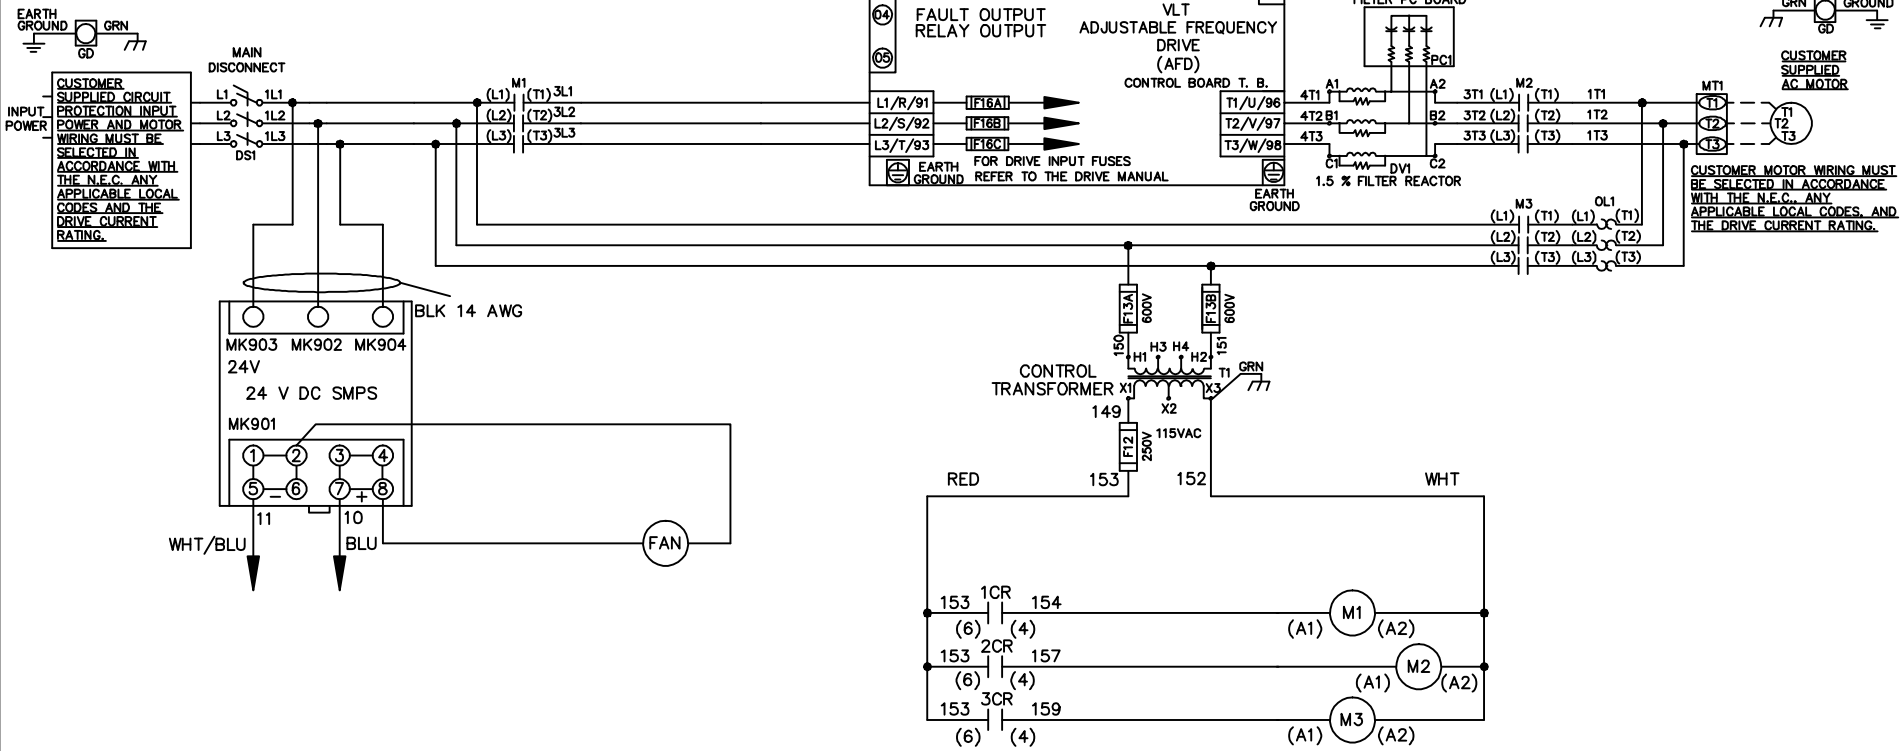 EARTH
GROUND
GRN
GD
04
05
FAULT OUTPUT
RELAY OUTPUT
VLT
ADJUSTABLE FREQUENCY
DRIVE
(AFD)
CONTROL BOARD T. B.
FILTER PC BOARD
PC1
GRN
GROUND
GD
CUSTOMER
SUPPLIED
AC MOTOR
MAIN
DISCONNECT
INPUT
POWER
CUSTOMER
SUPPLIED CIRCUIT
PROTECTION INPUT
POWER AND MOTOR
WIRING MUST BE
SELECTED IN
ACCORDANCE WITH
THE N.E.C. ANY
APPLICABLE LOCAL
CODES AND THE
DRIVE CURRENT
RATING.
L1 1L1
L2 1L2
L3 1L3
DS1
M1
(L1) (T1) 3L1
(L2) (T2) 3L2
(L3) (T3) 3L3
L1/R/91
L2/S/92
L3/T/93
F16A
F16B
F16C
EARTH
GROUND
FOR DRIVE INPUT FUSES
REFER TO THE DRIVE MANUAL
T1/U/96
T2/V/97
T3/W/98
EARTH
GROUND
4T1 A1 A2
4T2 B1 B2
4T3 C1 C2
DV1
1.5 % FILTER REACTOR
M2
3T1 (L1) (T1) 1T1
3T2 (L2) (T2) 1T2
3T3 (L3) (T3) 1T3
MT1
T1
T2
T3
T1
T2
T3
CUSTOMER MOTOR WIRING MUST
BE SELECTED IN ACCORDANCE
WITH THE N.E.C., ANY
APPLICABLE LOCAL CODES, AND
THE DRIVE CURRENT RATING.
M3 OL1
(L1) (T1) (L1) (T1)
(L2) (T2) (L2) (T2)
(L3) (T3) (L3) (T3)
BLK 14 AWG
MK903 MK902 MK904
24V
24 V DC SMPS
MK901
1 2 3 4
5 - 6 7 + 8
11 10
WHT/BLU BLU
FAN
F13A
600V
F13B
600V
150
151
H1 H3 H4 H2
CONTROL
TRANSFORMER
T1
GRN
X1 X2 X3
149
115VAC
F12
250V
153 152
RED WHT
1CR
153 154
(6) (4)
M1
(A1) (A2)
2CR
153 157
(6) (4)
M2
(A1) (A2)
3CR
153 159
(6) (4)
M3
(A1) (A2)